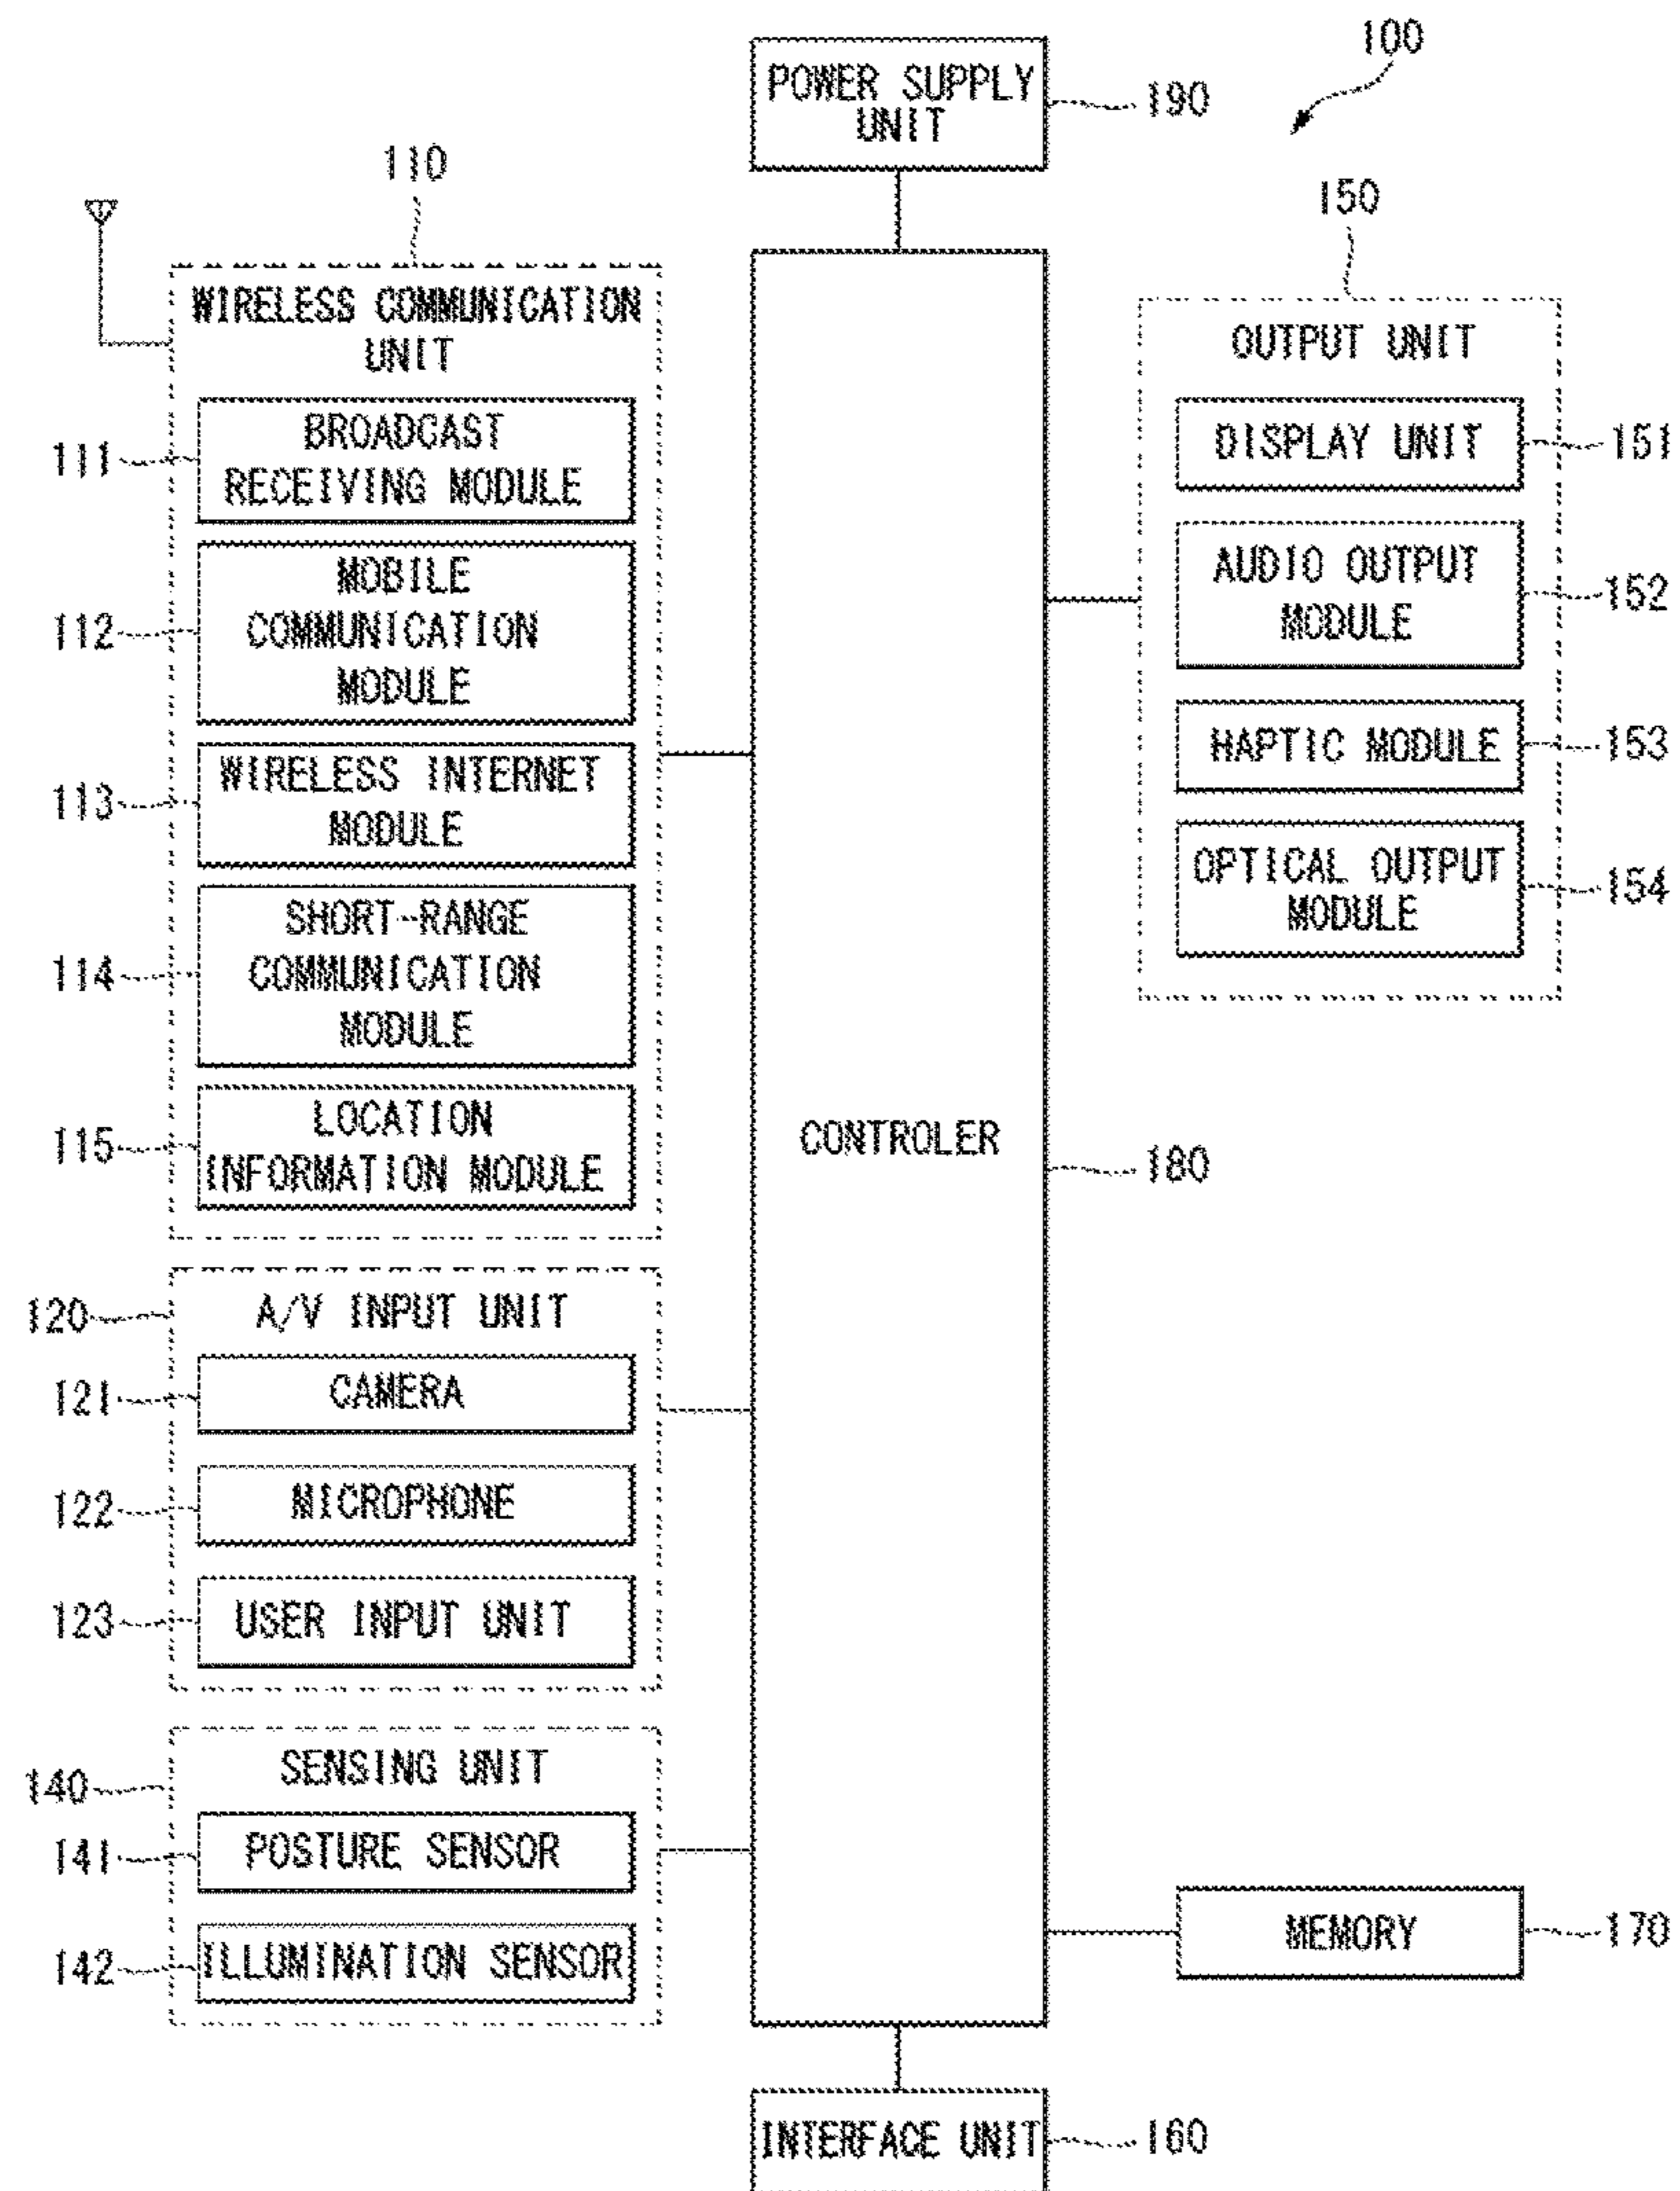 100
POWER SUPPLY
UNIT
190
110
150
WIRELESS COMMUNICATION
UNIT
OUTPUT UNIT
BROADCAST
RECEIVING MODULE
111
DISPLAY UNIT
151
MOBILE
COMMUNICATION
MODULE
112
AUDIO OUTPUT
MODULE
152
WIRELESS INTERNET
MODULE
113
HAPTIC MODULE
153
OPTICAL OUTPUT
MODULE
154
SHORT-RANGE
COMMUNICATION
MODULE
114
LOCATION
INFORMATION MODULE
115
CONTROLER
180
120
A/V INPUT UNIT
121
CAMERA
122
MICROPHONE
123
USER INPUT UNIT
140
SENSING UNIT
141
POSTURE SENSOR
142
ILLUMINATION SENSOR
MEMORY
170
INTERFACE UNIT
160